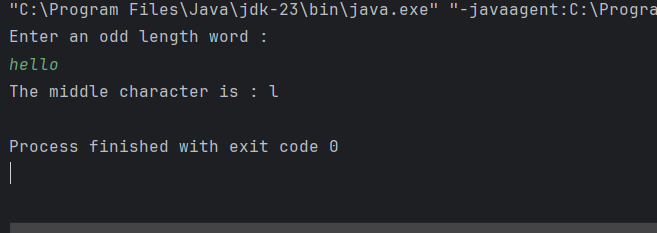 "C:\Program Files\Java\jdk-23\bin\java.exe" "-javaagent:C:\Progra
Enter an odd length word :
hello
The middle character is : l
Process finished with exit code 0